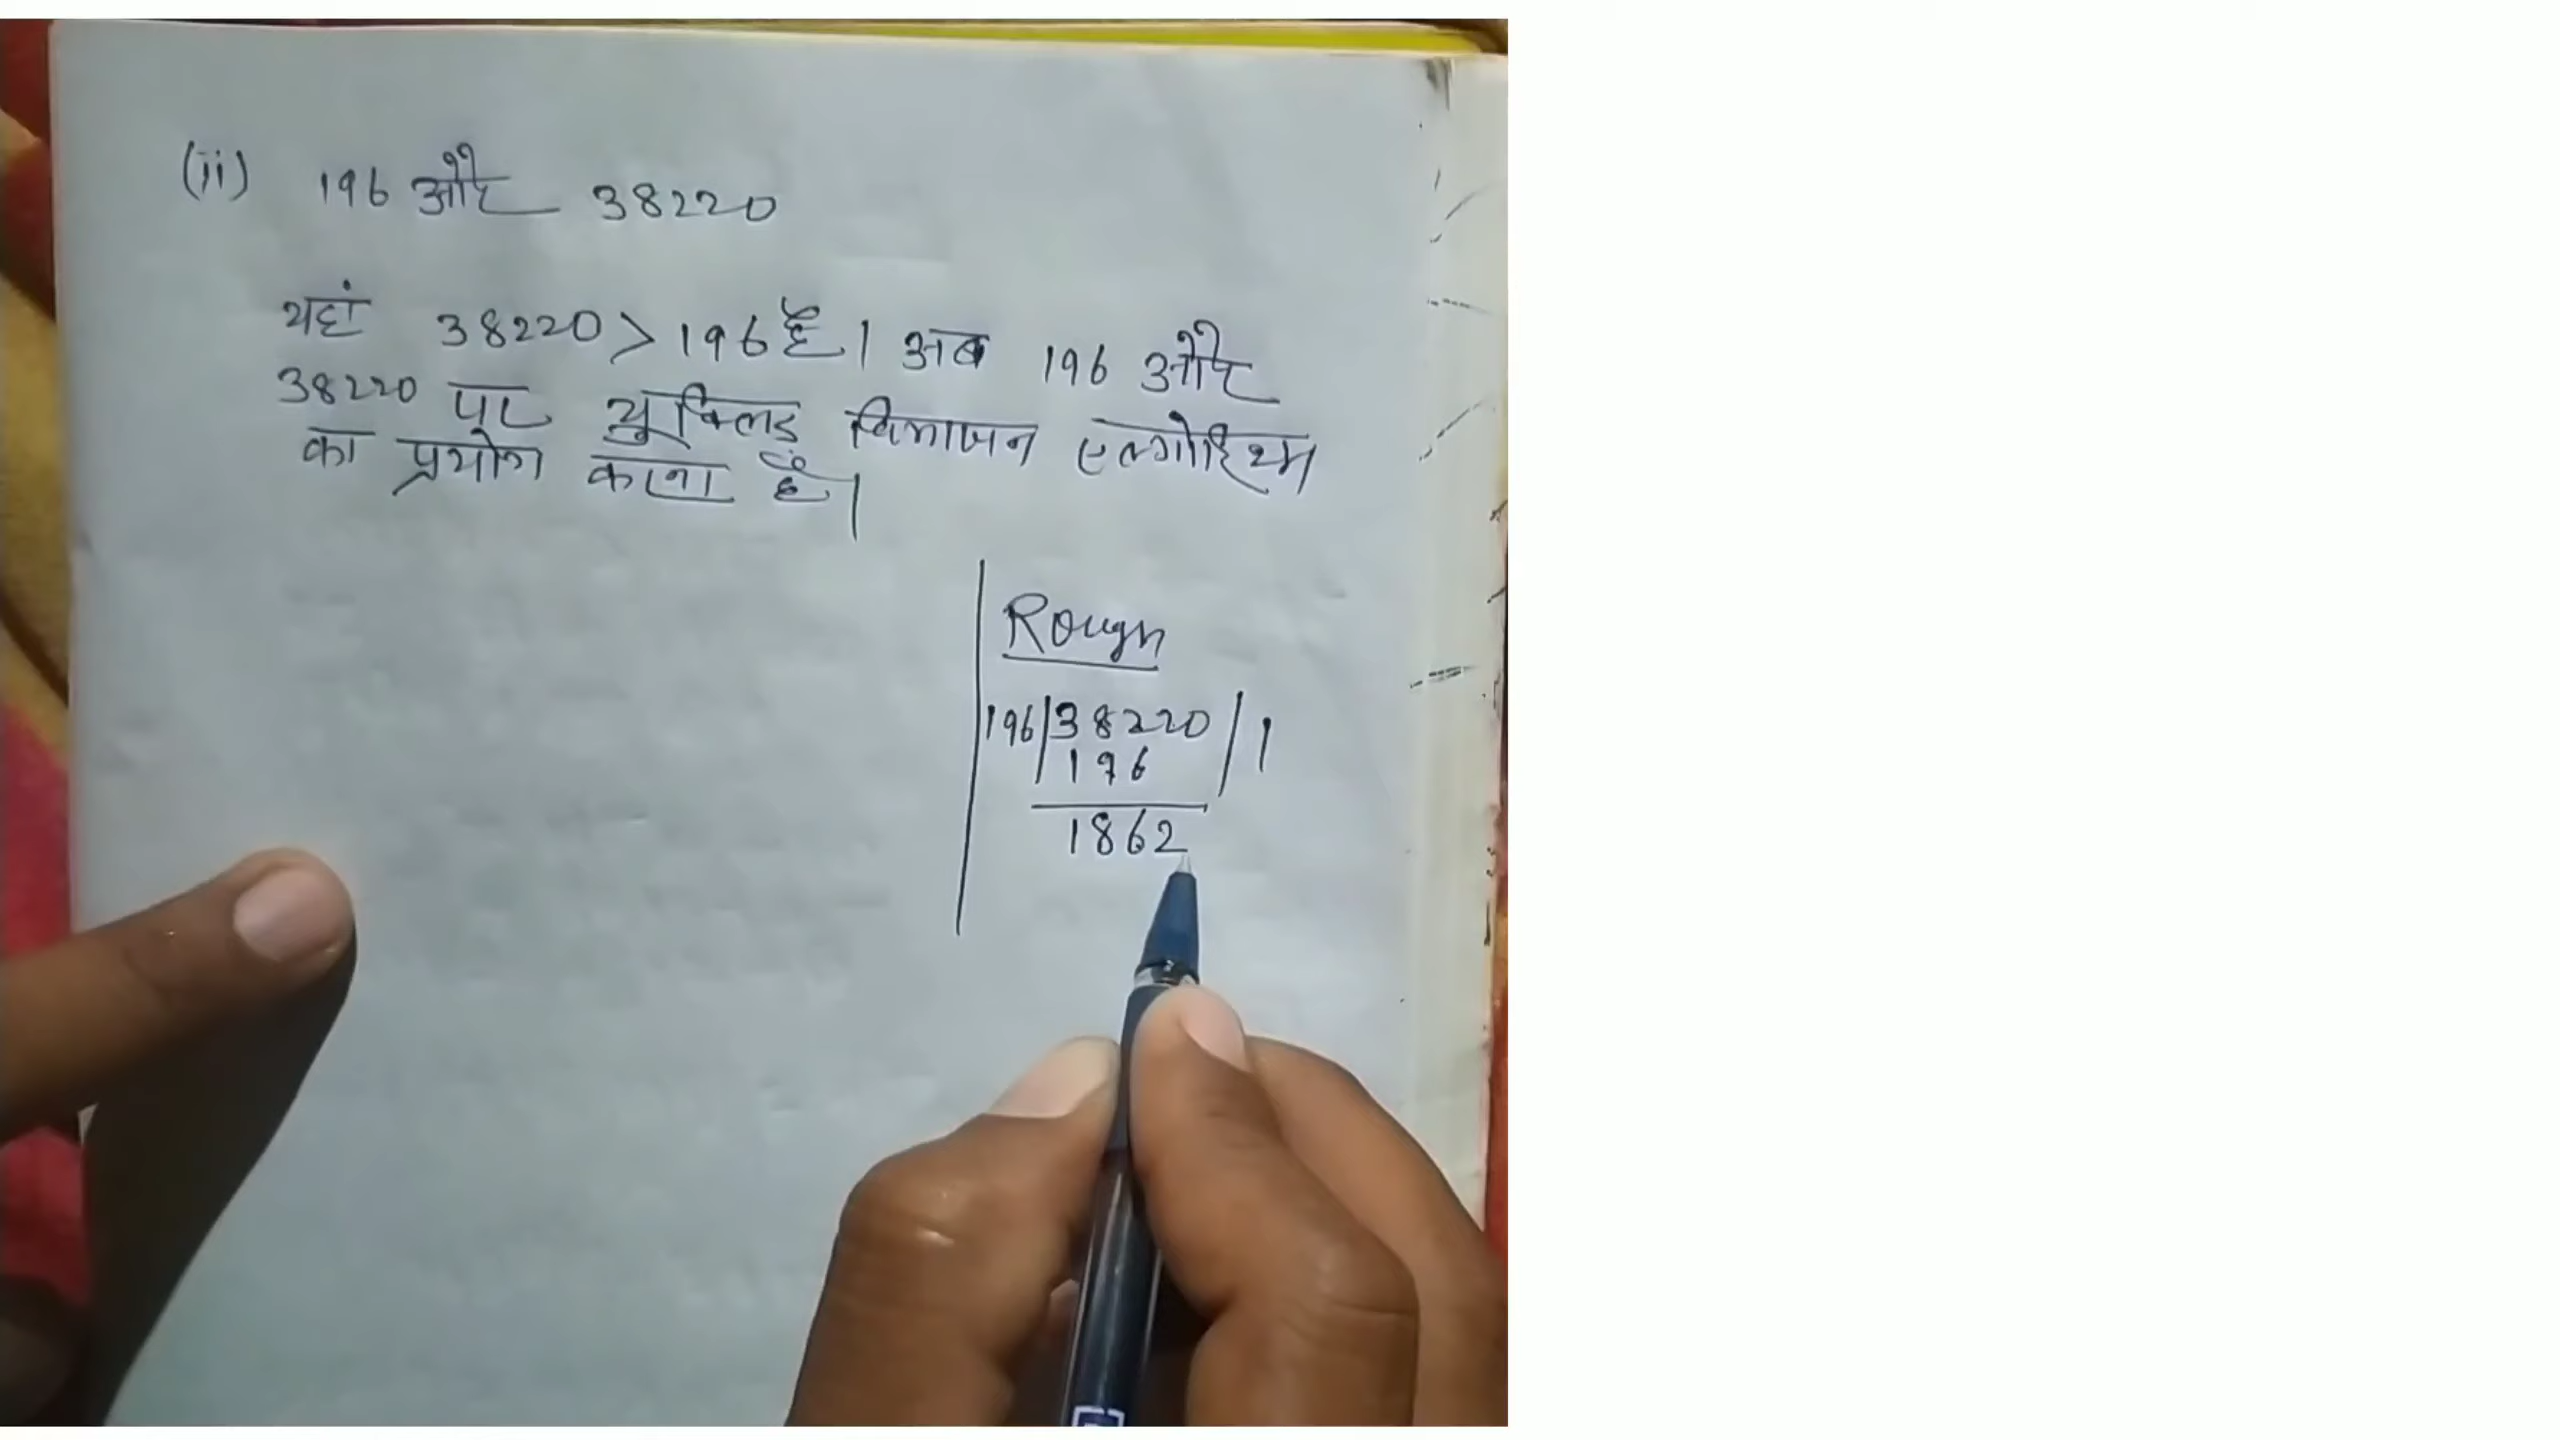 (ii) 196 और 38220
यहां 38220 > 196 है। अब 196 और
38220 पर युक्लिड विभाजन एल्गोरिथम
का प्रयोग करना है।
Rough
196 | 38220 / 1
196
1862